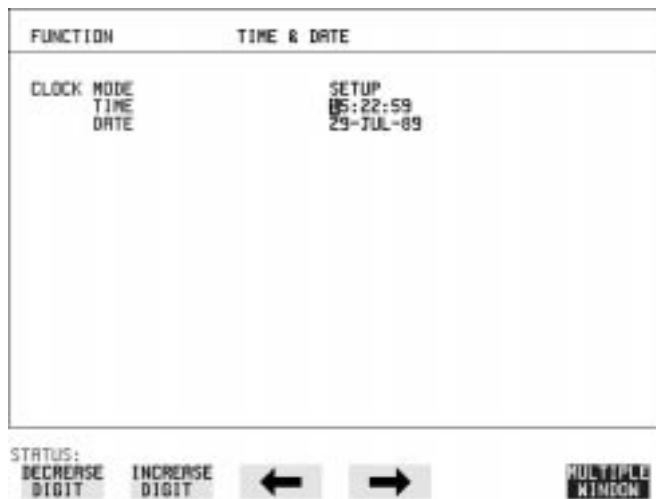 FUNCTION TIME & DATE
CLOCK MODE SETUP
TIME 05:22:59
DATE 29-JUL-89
STATUS:
DECREASE DIGIT
INCREASE DIGIT
MULTIPLE WINDOW